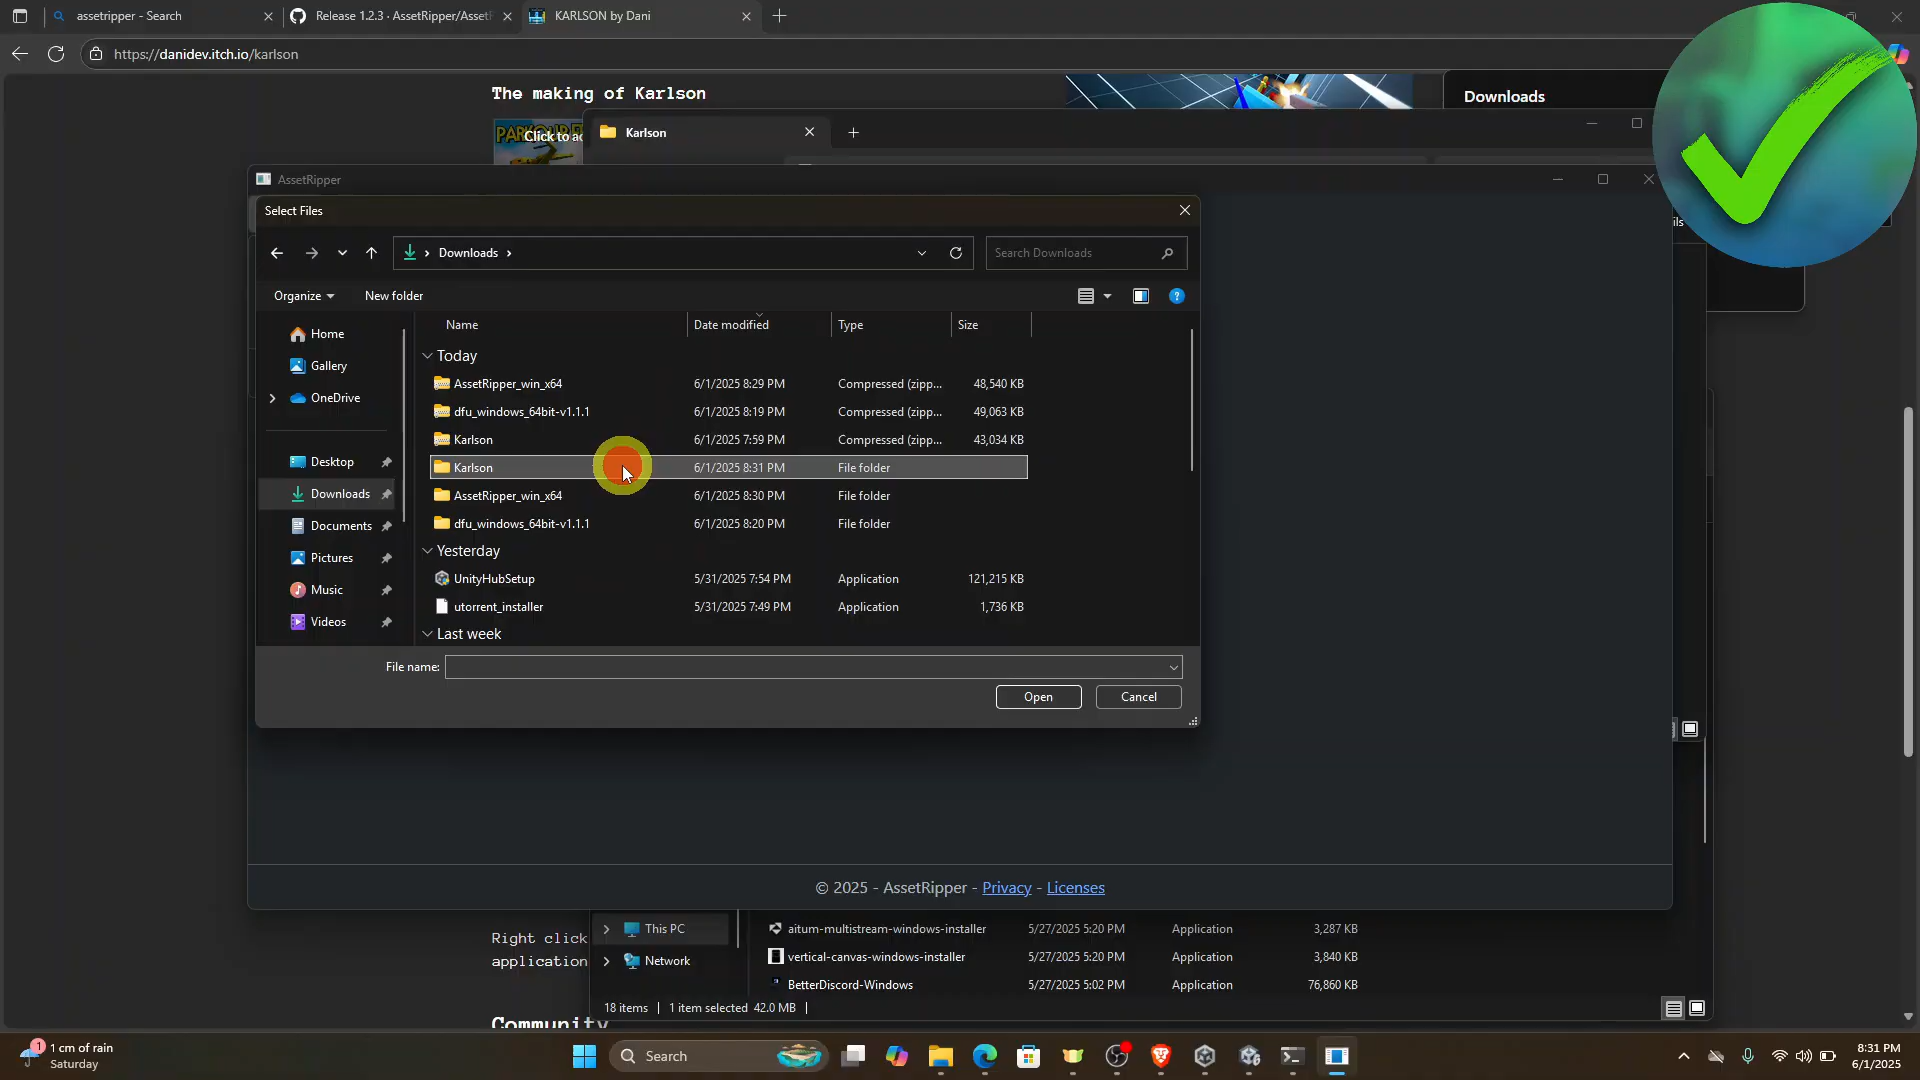 assetripper - Search
Release 1.2.3 · AssetRipper/AssetR
KARLSON by Dani
https://danidev.itch.io/karlson
The making of Karlson
Click to ac
Karlson
Downloads
AssetRipper
Select Files
Downloads
Search Downloads
ils
Organize
New folder
Name
Date modified
Type
Size
Home
Gallery
OneDrive
Desktop
Downloads
Documents
Pictures
Music
Videos
Today
AssetRipper_win_x64 6/1/2025 8:29 PM Compressed (zipp... 48,540 KB
dfu_windows_64bit-v1.1.1 6/1/2025 8:19 PM Compressed (zipp... 49,063 KB
Karlson 6/1/2025 7:59 PM Compressed (zipp... 43,034 KB
Karlson 6/1/2025 8:31 PM File folder
AssetRipper_win_x64 6/1/2025 8:30 PM File folder
dfu_windows_64bit-v1.1.1 6/1/2025 8:20 PM File folder
Yesterday
UnityHubSetup 5/31/2025 7:54 PM Application 121,215 KB
utorrent_installer 5/31/2025 7:49 PM Application 1,736 KB
Last week
File name:
Open
Cancel
© 2025 - AssetRipper - Privacy - Licenses
Right click
application
This PC
Network
aitum-multistream-windows-installer 5/27/2025 5:20 PM Application 3,287 KB
vertical-canvas-windows-installer 5/27/2025 5:20 PM Application 3,840 KB
BetterDiscord-Windows 5/27/2025 5:02 PM Application 76,860 KB
18 items
1 item selected 42.0 MB
Community
1
1 cm of rain
Saturday
Search
8:31 PM
6/1/2025